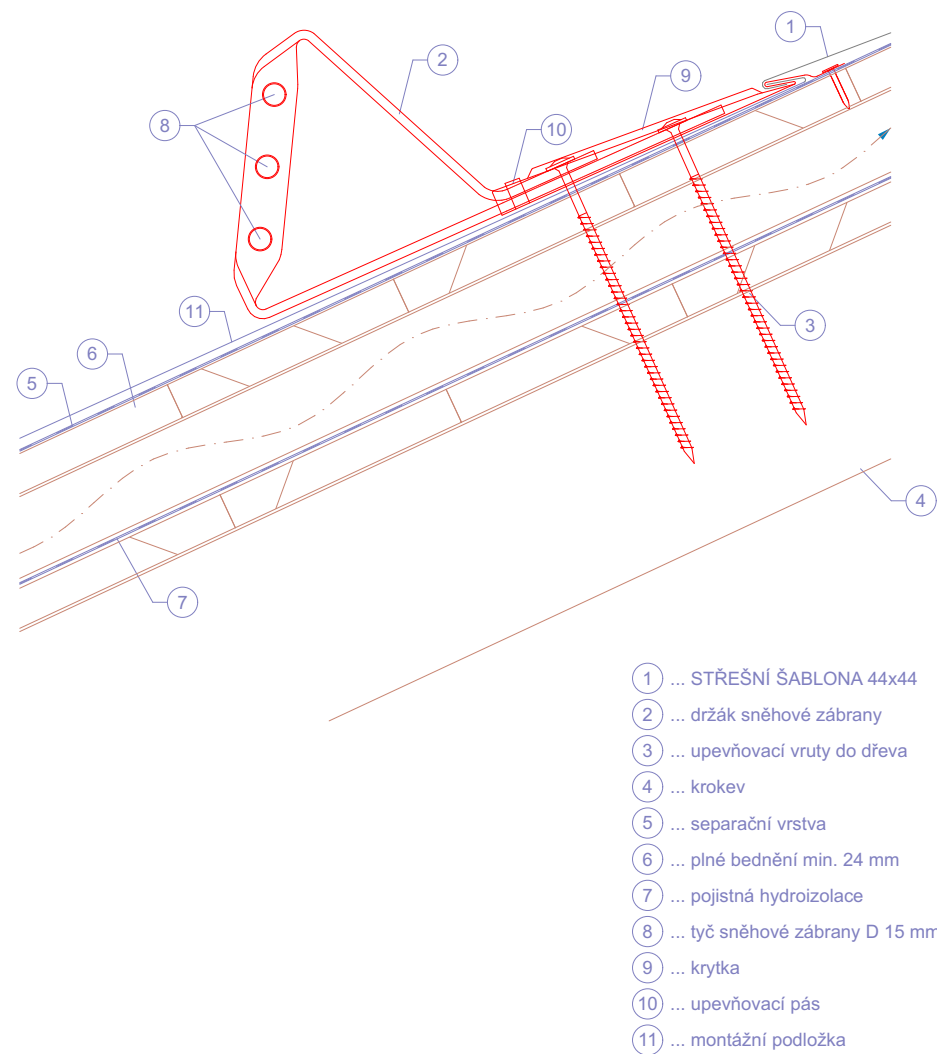 1
2
9
8
10
11
3
6
5
4
7
1 ... STŘEŠNÍ ŠABLONA 44x44
2 ... držák sněhové zábrany
3 ... upevňovací vruty do dřeva
4 ... krokev
5 ... separační vrstva
6 ... plné bednění min. 24 mm
7 ... pojistná hydroizolace
8 ... tyč sněhové zábrany D 15 mm
9 ... krytka
10 ... upevňovací pás
11 ... montážní podložka